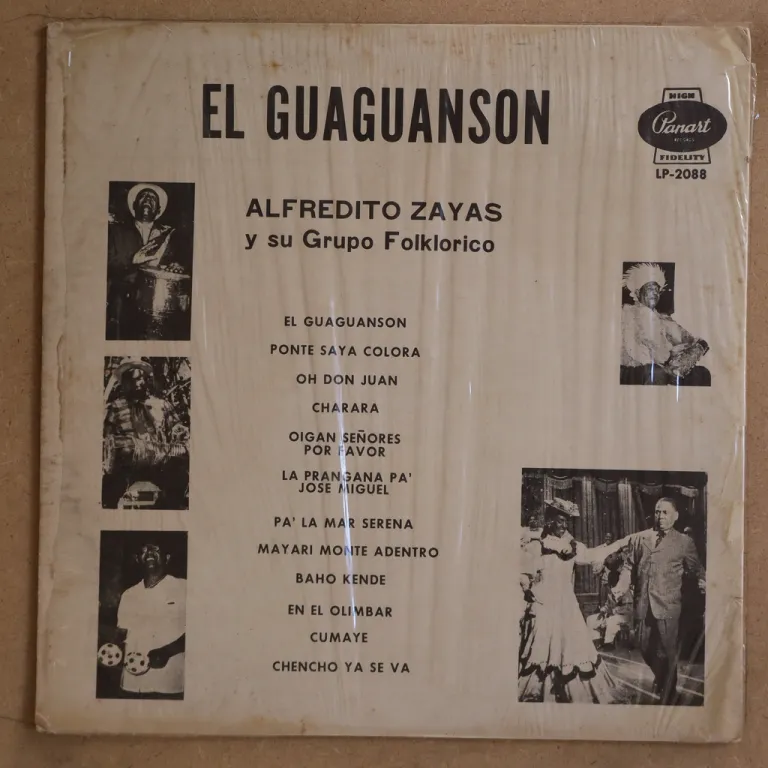 EL GUAGUANSON
HIGH
Panart
FIDELITY
LP-2088
ALFREDITO ZAYAS
y su Grupo Folklorico
EL GUAGUANSON
PONTE SAYA COLORA
OH DON JUAN
CHARARA
OIGAN SEÑORES
POR FAVOR
LA PRANGANA PA'
JOSE MIGUEL
PA' LA MAR SERENA
MAYARI MONTE ADENTRO
BAHO KENDE
EN EL OLIMBAR
CUMAYE
CHENCHO YA SE VA